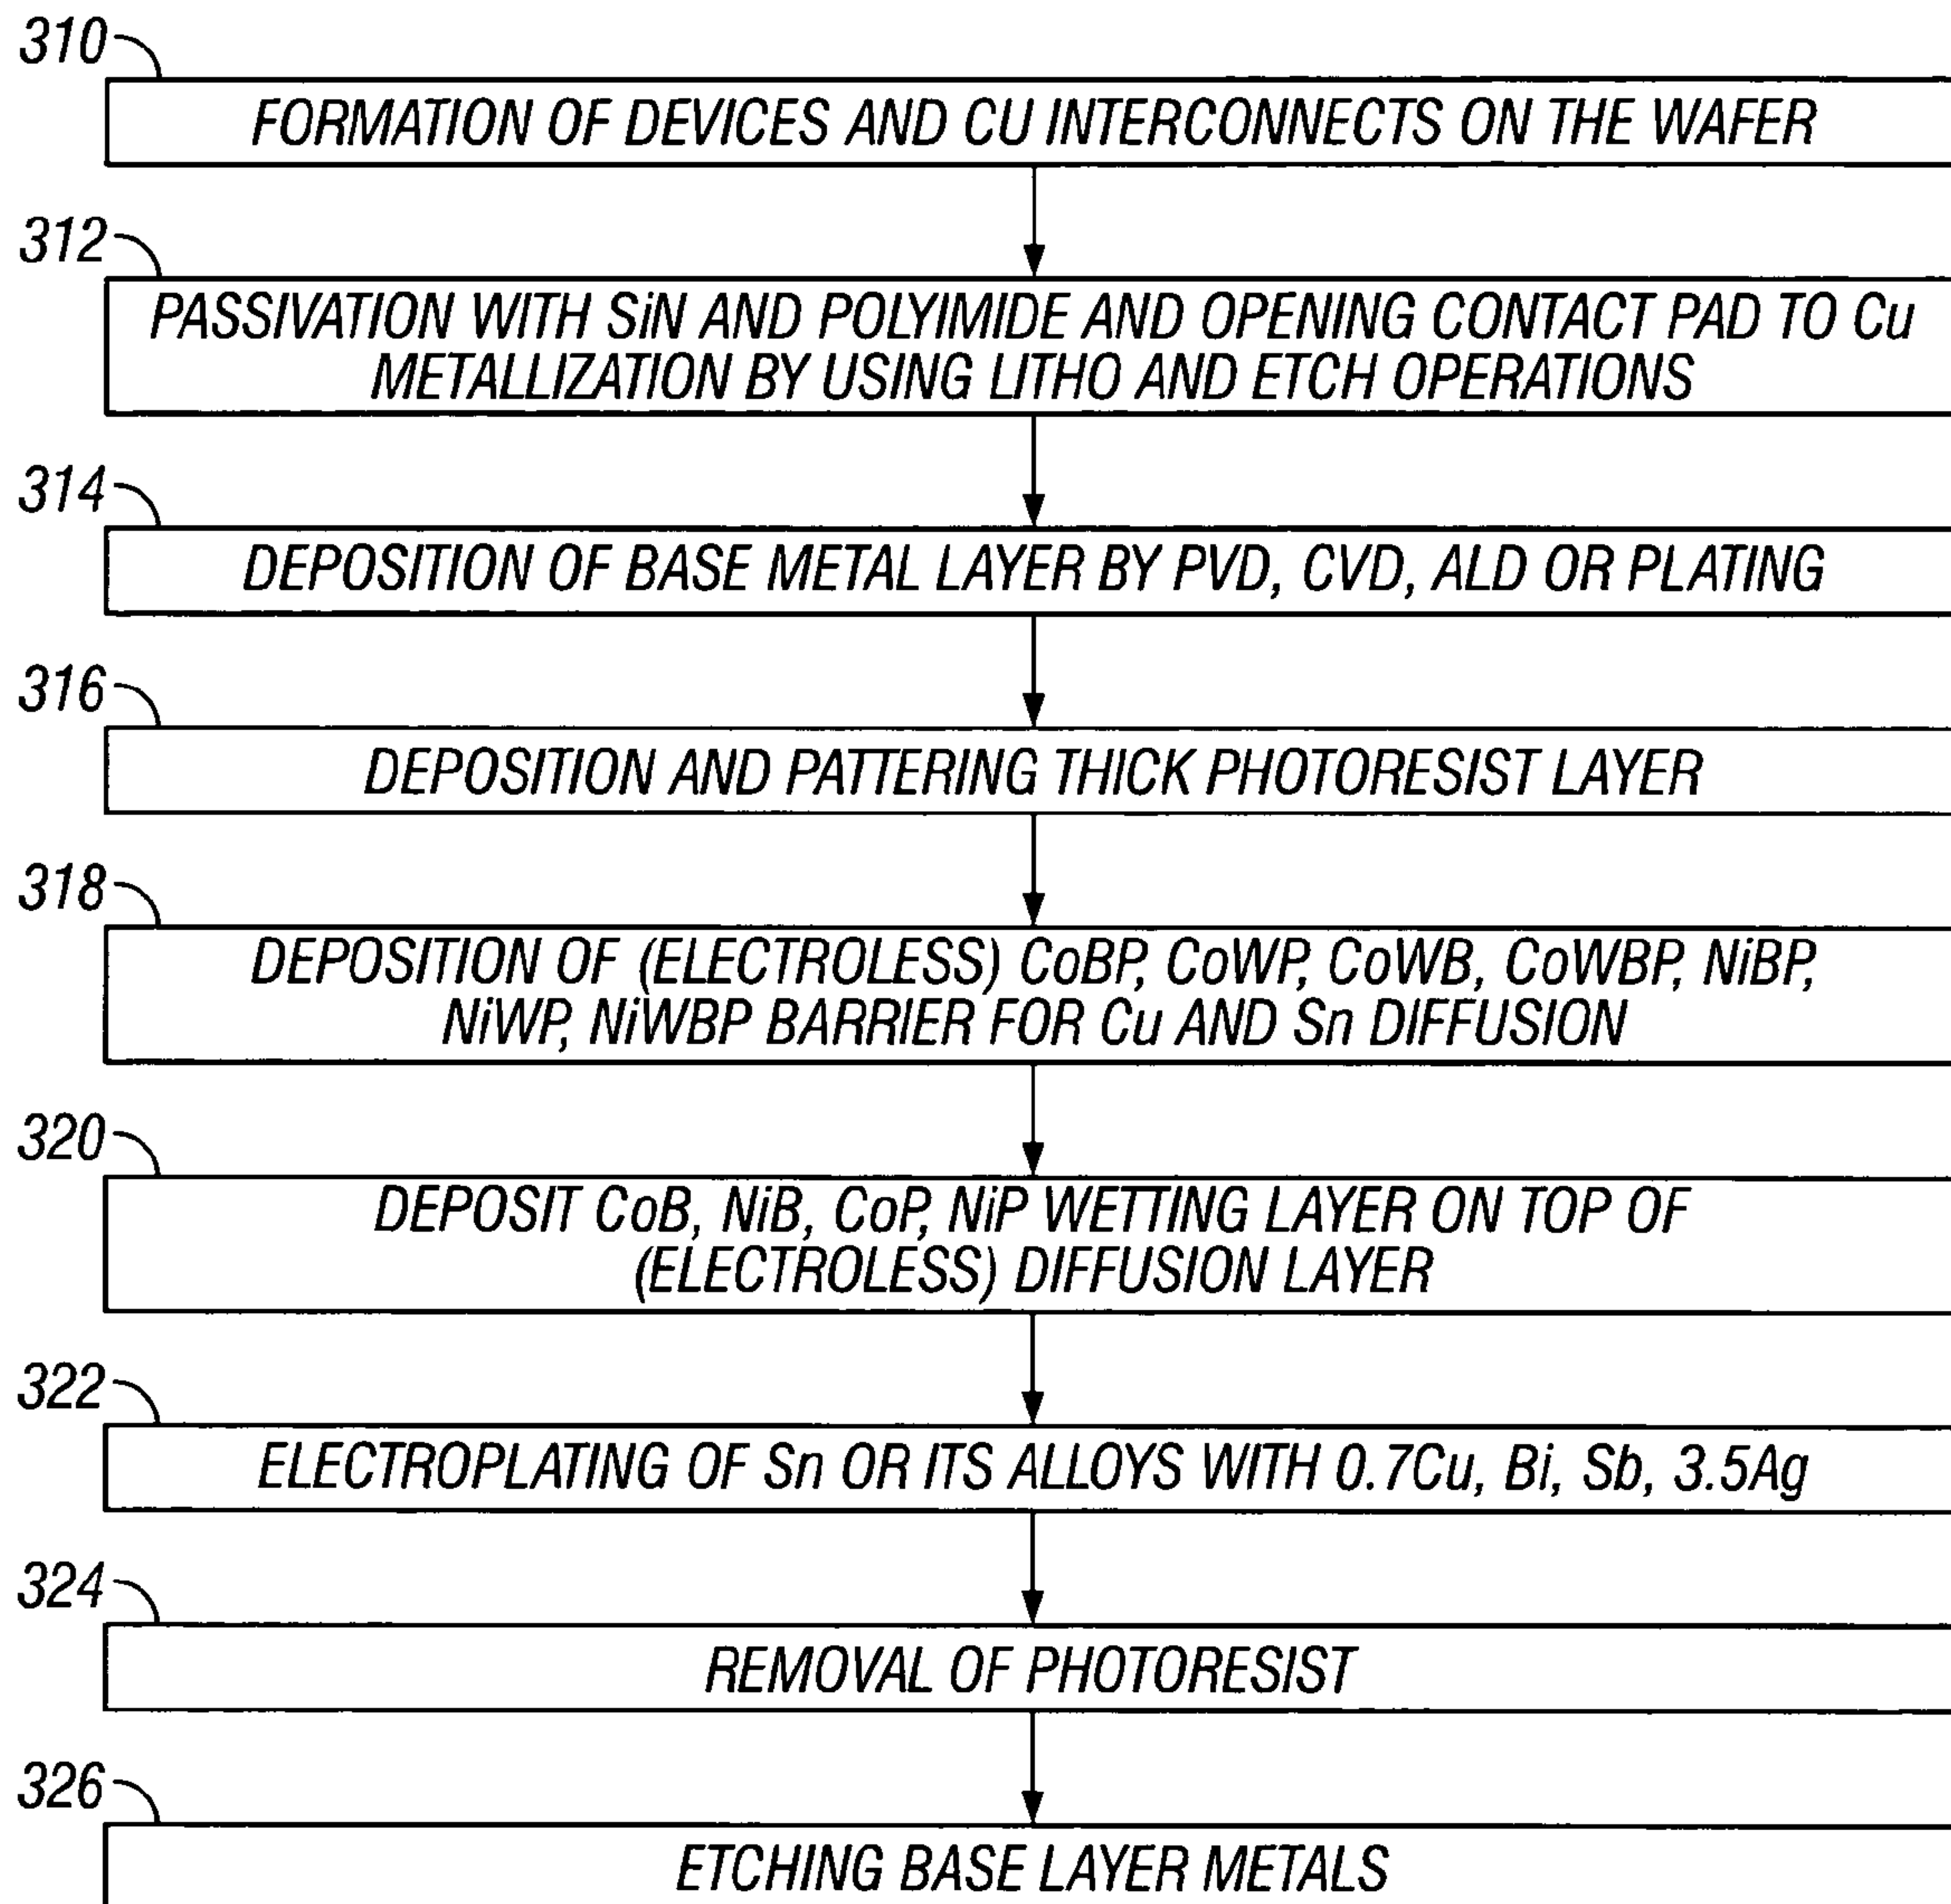 310
FORMATION OF DEVICES AND CU INTERCONNECTS ON THE WAFER
312
PASSIVATION WITH SiN AND POLYIMIDE AND OPENING CONTACT PAD TO Cu
METALLIZATION BY USING LITHO AND ETCH OPERATIONS
314
DEPOSITION OF BASE METAL LAYER BY PVD, CVD, ALD OR PLATING
316
DEPOSITION AND PATTERING THICK PHOTORESIST LAYER
318
DEPOSITION OF (ELECTROLESS) CoBP, CoWP, CoWB, CoWBP, NiBP,
NiWP, NiWBP BARRIER FOR Cu AND Sn DIFFUSION
320
DEPOSIT CoB, NiB, CoP, NiP WETTING LAYER ON TOP OF
(ELECTROLESS) DIFFUSION LAYER
322
ELECTROPLATING OF Sn OR ITS ALLOYS WITH 0.7Cu, Bi, Sb, 3.5Ag
324
REMOVAL OF PHOTORESIST
326
ETCHING BASE LAYER METALS